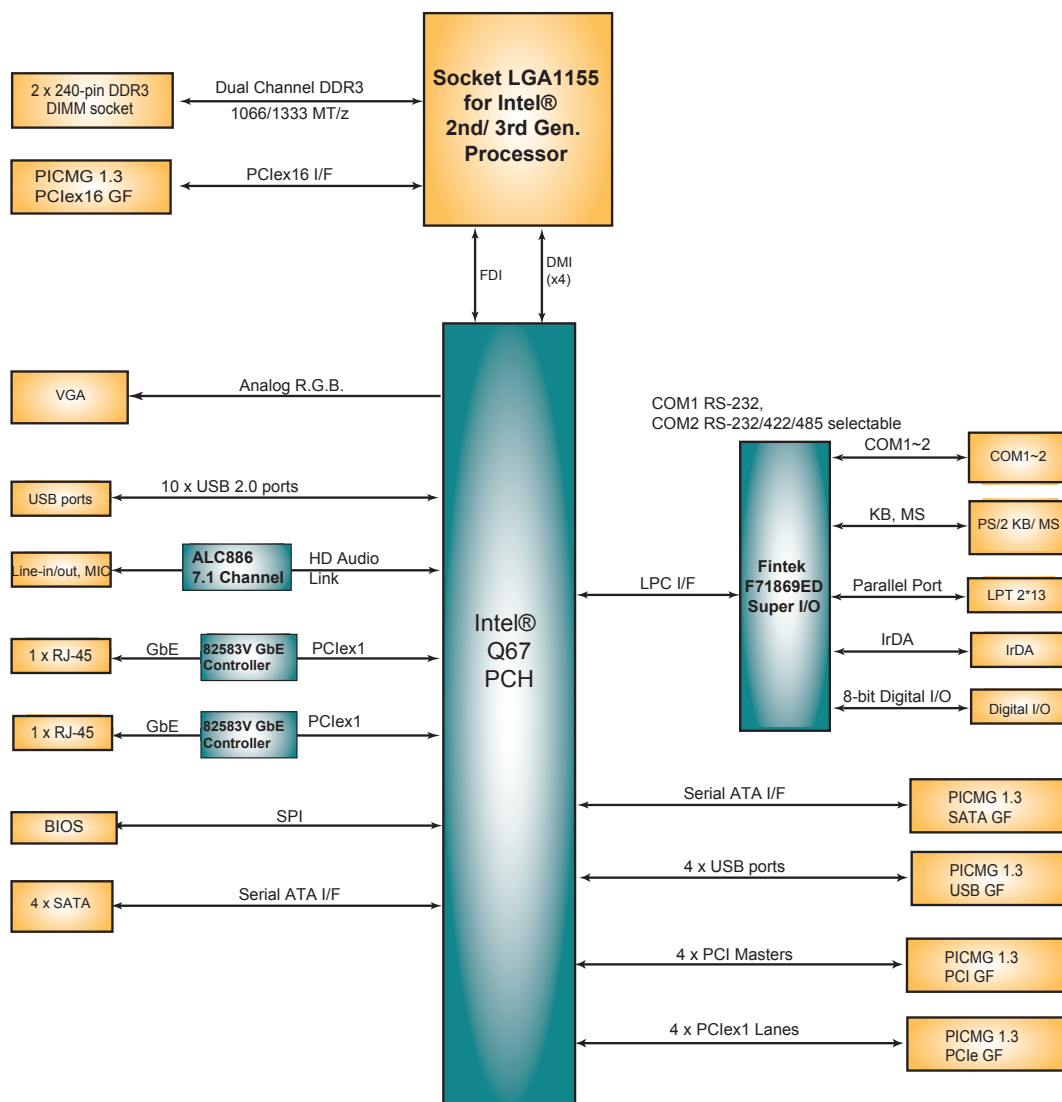 Socket LGA1155
for Intel®
2nd/ 3rd Gen.
Processor
2 x 240-pin DDR3
DIMM socket
Dual Channel DDR3
1066/1333 MT/z
PICMG 1.3
PCIex16 GF
PCIex16 I/F
FDI
DMI
(x4)
VGA
Analog R.G.B.
COM1 RS-232,
COM2 RS-232/422/485 selectable
COM1~2
COM1~2
USB ports
10 x USB 2.0 ports
KB, MS
PS/2 KB/ MS
Line-in/out, MIC
ALC886
7.1 Channel
HD Audio
Link
Intel®
Q67
PCH
LPC I/F
Fintek
F71869ED
Super I/O
Parallel Port
LPT 2*13
1 x RJ-45
GbE
82583V GbE
Controller
PCIex1
IrDA
IrDA
8-bit Digital I/O
Digital I/O
1 x RJ-45
GbE
82583V GbE
Controller
PCIex1
BIOS
SPI
Serial ATA I/F
PICMG 1.3
SATA GF
4 x SATA
Serial ATA I/F
4 x USB ports
PICMG 1.3
USB GF
4 x PCI Masters
PICMG 1.3
PCI GF
4 x PCIex1 Lanes
PICMG 1.3
PCIe GF